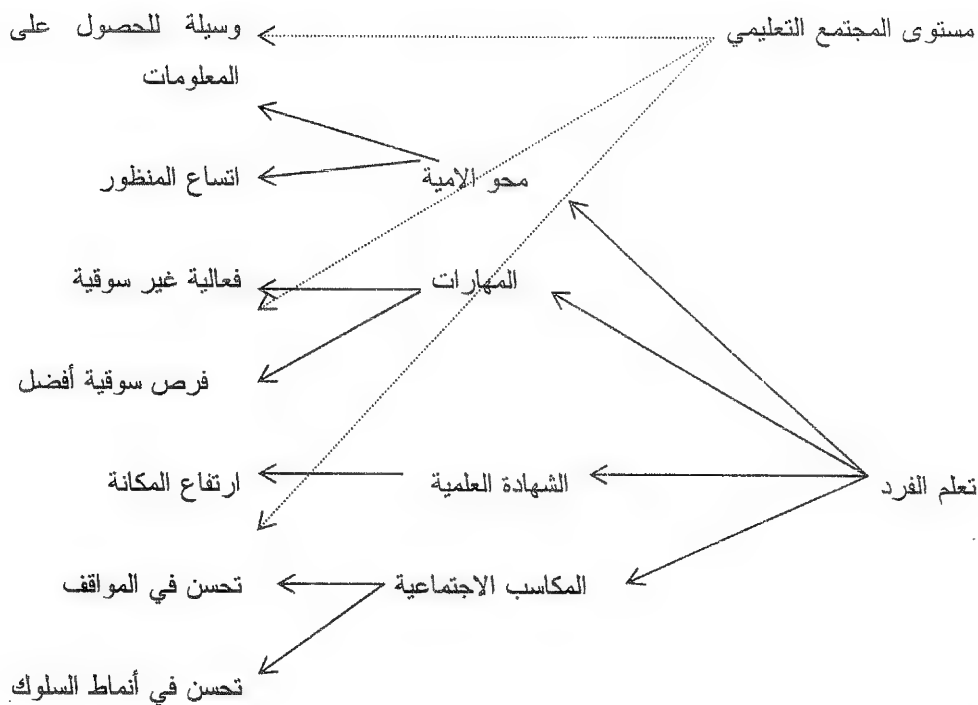 مستوى المجتمع التعليمي
وسيلة للحصول على
المعلومات
محو الامية
اتساع المنظور
المهارات
فعالية غير سوقية
فرص سوقية أفضل
تعلم الفرد
الشهادة العلمية
ارتفاع المكانة
المكاسب الاجتماعية
تحسن في المواقف
تحسن في أنماط السلوك